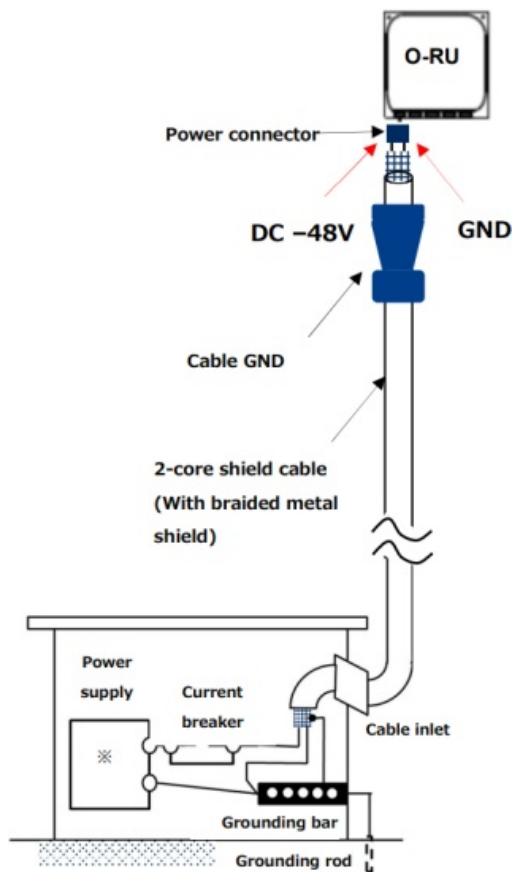 O-RU
Power connector
DC −48V
GND
Cable GND
2-core shield cable
(With braided metal
shield)
Power
supply
Current
breaker
※
Cable inlet
Grounding bar
Grounding rod